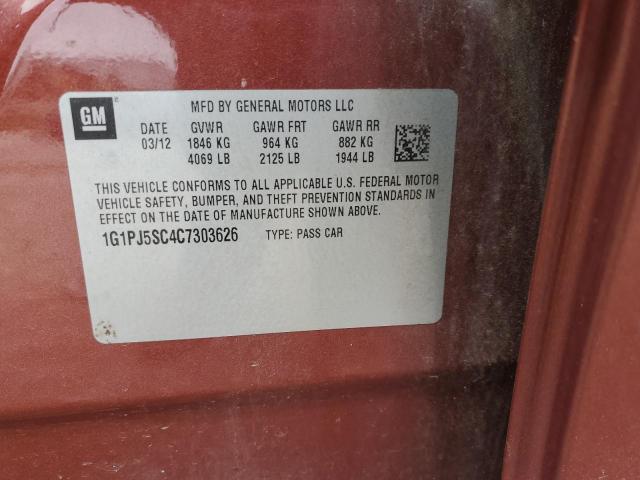 GM
MFD BY GENERAL MOTORS LLC
DATE GVWR GAWR FRT GAWR RR
03/12 1846 KG 964 KG 882 KG
4069 LB 2125 LB 1944 LB
THIS VEHICLE CONFORMS TO ALL APPLICABLE U.S. FEDERAL MOTOR
VEHICLE SAFETY, BUMPER, AND THEFT PREVENTION STANDARDS IN
EFFECT ON THE DATE OF MANUFACTURE SHOWN ABOVE.
1G1PJ5SC4C7303626 TYPE: PASS CAR